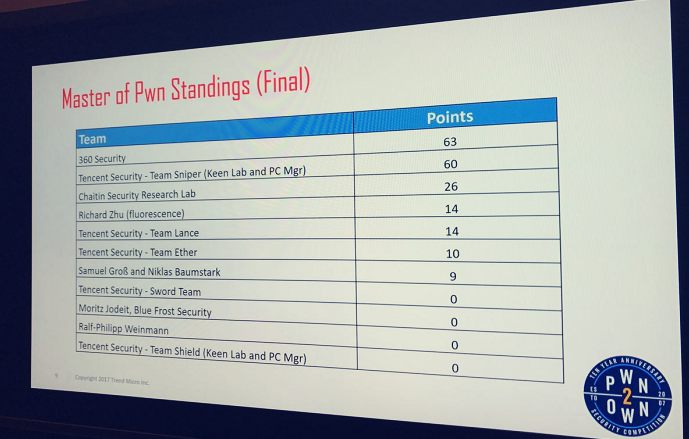 Master of Pwn Standings (Final)
Team Points
360 Security 63
Tencent Security - Team Sniper (Keen Lab and PC Mgr) 60
Chaitin Security Research Lab 26
Richard Zhu (fluorescence) 14
Tencent Security - Team Lance 14
Tencent Security - Team Ether 10
Samuel Groß and Niklas Baumstark 9
Tencent Security - Sword Team 0
Moritz Jodeit, Blue Frost Security 0
Ralf-Philipp Weinmann 0
Tencent Security - Team Shield (Keen Lab and PC Mgr) 0
Copyright 2017 Trend Micro Inc.
TEN YEAR ANNIVERSARY
PWN
2
OWN
ES
TO
20
07
SECURITY COMPETITION